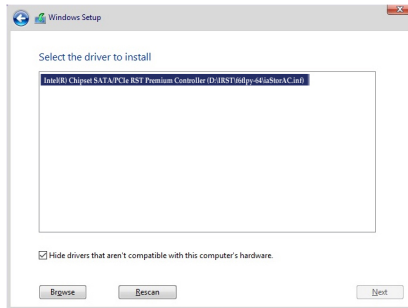 Windows Setup
Select the driver to install
Intel(R) Chipset SATA/PCIe RST Premium Controller (D:\IRST\f6flpy-64\iaStorAC.inf)
Hide drivers that aren't compatible with this computer's hardware.
Browse Rescan Next